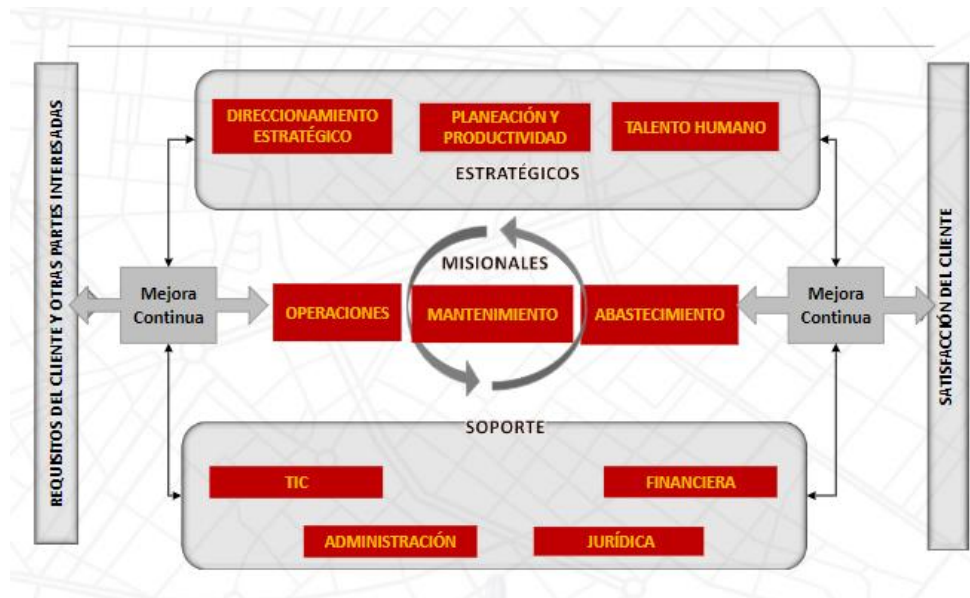 REQUISITOS DEL CLIENTE Y OTRAS PARTES INTERESADAS
DIRECCIONAMIENTO
ESTRATÉGICO
PLANEACIÓN Y
PRODUCTIVIDAD
TALENTO HUMANO
ESTRATÉGICOS
MISIONALES
Mejora
Continua
OPERACIONES
MANTENIMIENTO
ABASTECIMIENTO
Mejora
Continua
SOPORTE
TIC
FINANCIERA
ADMINISTRACIÓN
JURÍDICA
SATISFACCIÓN DEL CLIENTE